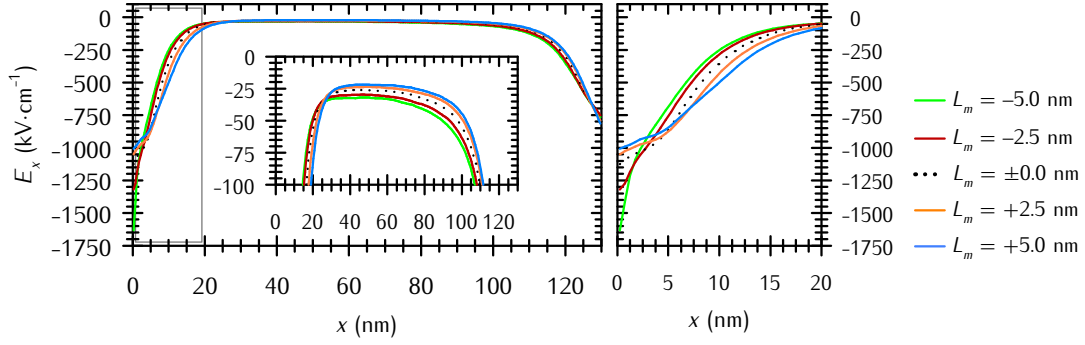 0
−250
−500
−750
−1000
−1250
−1500
−1750
E_x (kV·cm⁻¹)
0
−25
−50
−75
−100
0 20 40 60 80 100 120
0 20 40 60 80 100 120
x (nm)
0
−250
−500
−750
−1000
−1250
−1500
−1750
0 5 10 15 20
x (nm)
L_m = −5.0 nm
L_m = −2.5 nm
L_m = ±0.0 nm
L_m = +2.5 nm
L_m = +5.0 nm